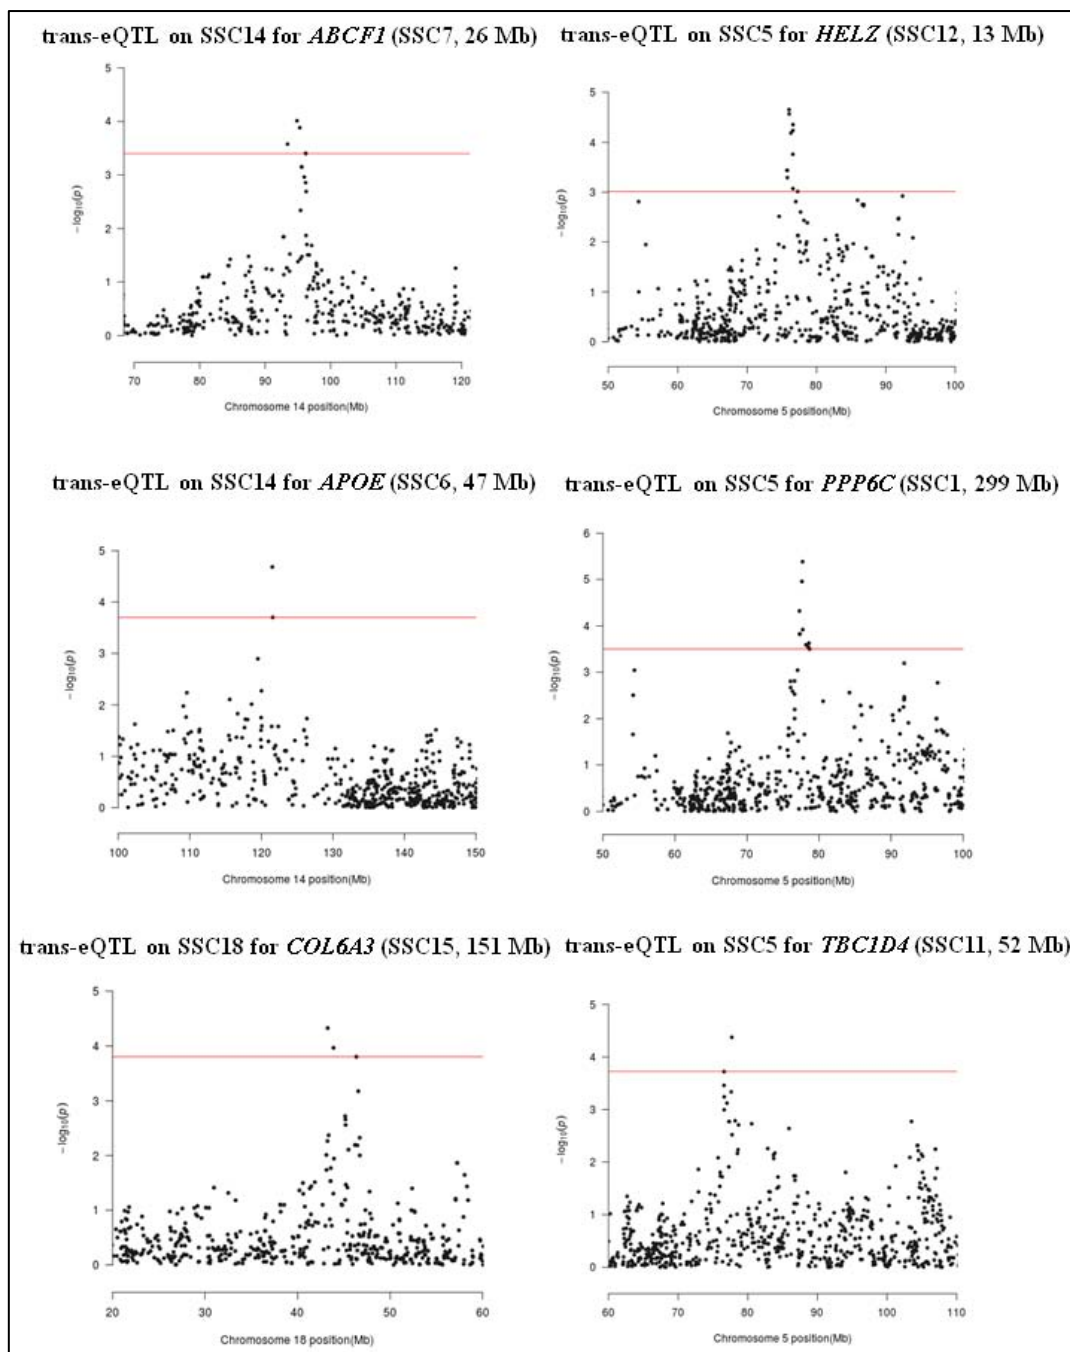 trans-eQTL on SSC14 for ABCF1 (SSC7, 26 Mb)
5
4
3
2
1
0
−log10(p)
70 80 90 100 110 120
Chromosome 14 position(Mb)
trans-eQTL on SSC5 for HELZ (SSC12, 13 Mb)
5
4
3
2
1
0
−log10(p)
50 60 70 80 90 100
Chromosome 5 position(Mb)
trans-eQTL on SSC14 for APOE (SSC6, 47 Mb)
5
4
3
2
1
0
−log10(p)
100 110 120 130 140 150
Chromosome 14 position(Mb)
trans-eQTL on SSC5 for PPP6C (SSC1, 299 Mb)
6
5
4
3
2
1
0
−log10(p)
50 60 70 80 90 100
Chromosome 5 position(Mb)
trans-eQTL on SSC18 for COL6A3 (SSC15, 151 Mb)
5
4
3
2
1
0
−log10(p)
20 30 40 50 60
Chromosome 18 position(Mb)
trans-eQTL on SSC5 for TBC1D4 (SSC11, 52 Mb)
5
4
3
2
1
0
−log10(p)
60 70 80 90 100 110
Chromosome 5 position(Mb)